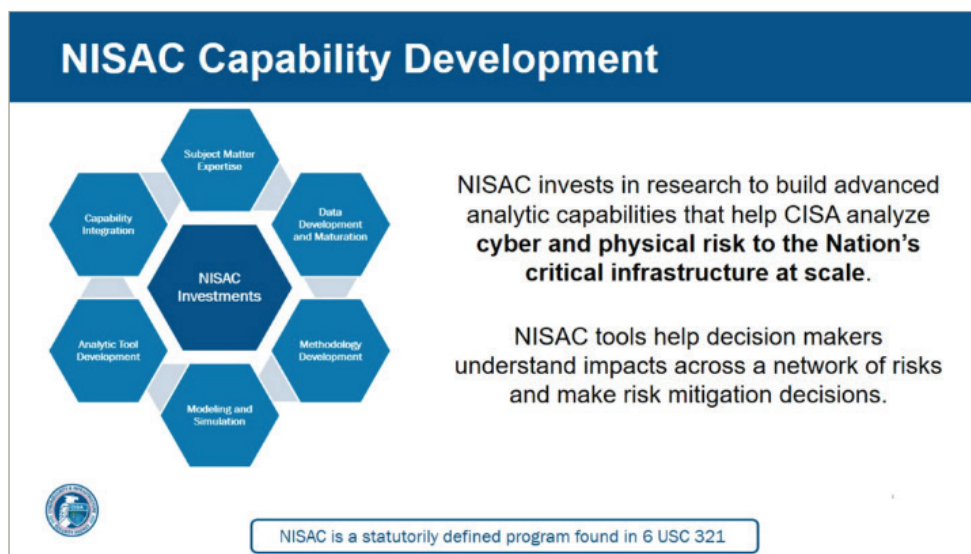 NISAC Capability Development
Subject Matter
Expertise
Data
Development
and Maturation
Methodology
Development
Modeling and
Simulation
Analytic Tool
Development
Capability
Integration
NISAC
Investments
NISAC invests in research to build advanced
analytic capabilities that help CISA analyze
cyber and physical risk to the Nation's
critical infrastructure at scale.
NISAC tools help decision makers
understand impacts across a network of risks
and make risk mitigation decisions.
NISAC is a statutorily defined program found in 6 USC 321